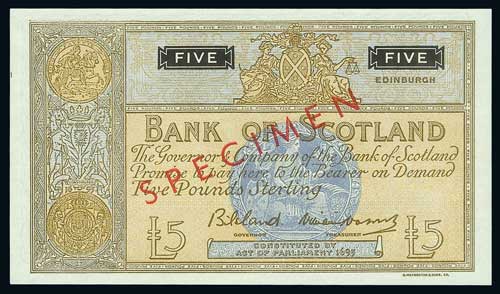 FIVE FIVE
EDINBURGH
BANK OF SCOTLAND
The Governor & Company of the Bank of Scotland
Promise to pay here to the Bearer on Demand
Five Pounds Sterling
SPECIMEN
£5 £5
GOVERNOR TREASURER
CONSTITUTED BY
ACT OF PARLIAMENT 1695